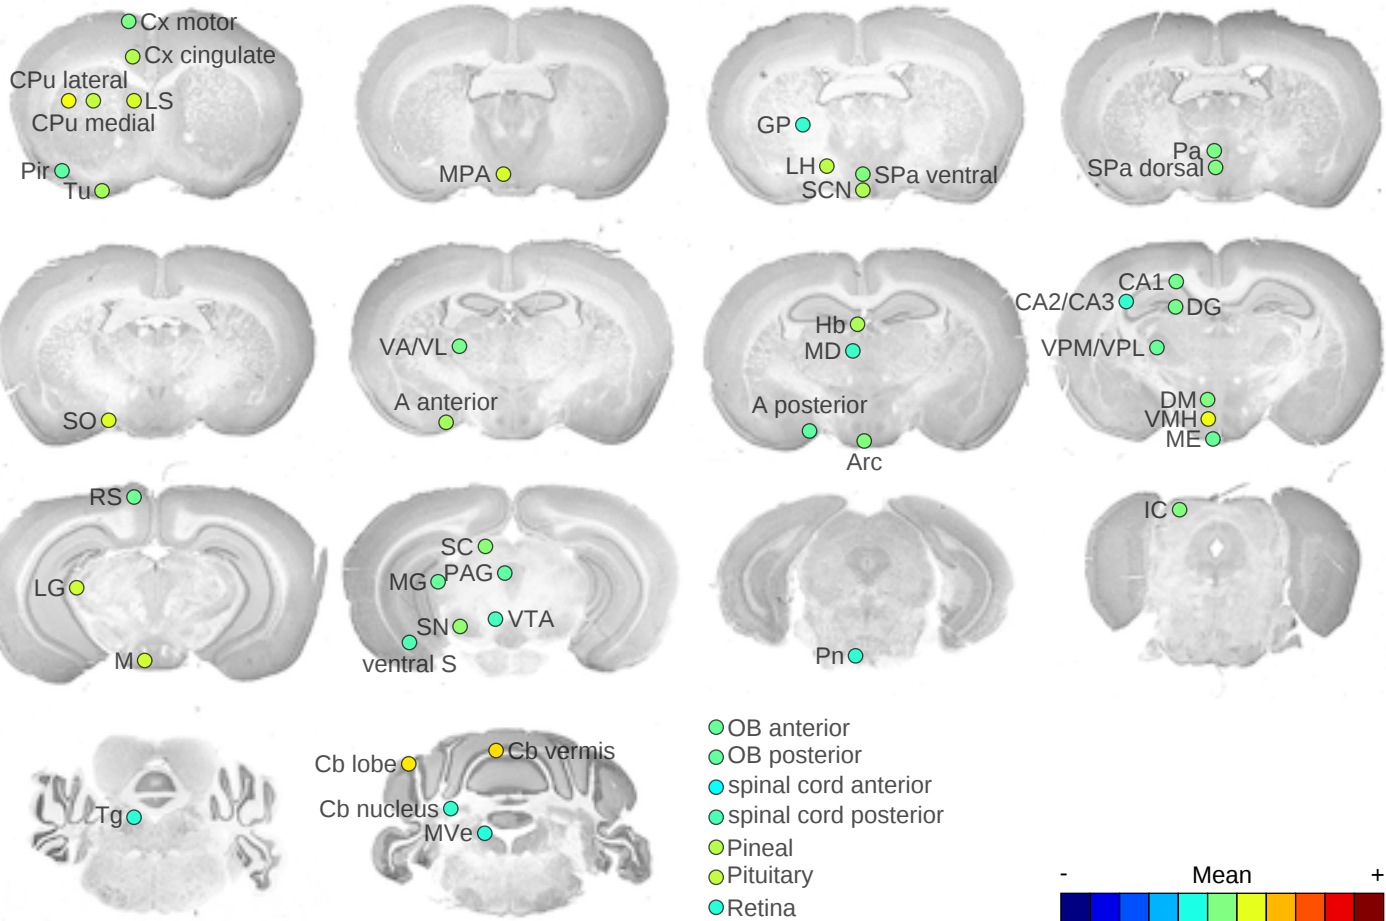 Cx motor
Cx cingulate
CPu lateral
LS
CPu medial
Pir
Tu
MPA
GP
LH
SPa ventral
SCN
Pa
SPa dorsal
SO
VA/VL
A anterior
Hb
MD
A posterior
Arc
CA1
CA2/CA3
DG
VPM/VPL
DM
VMH
ME
RS
LG
M
SC
PAG
MG
VTA
SN
ventral S
Pn
IC
Tg
Cb lobe
Cb vermis
Cb nucleus
MVe
OB anterior
OB posterior
spinal cord anterior
spinal cord posterior
Pineal
Pituitary
Retina
- Mean +